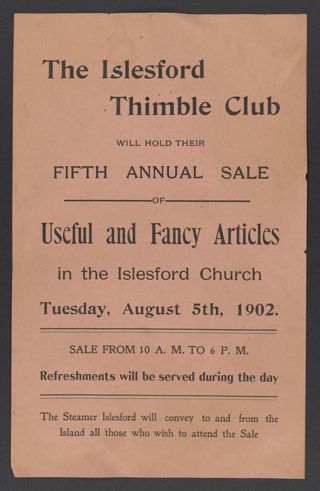 The Islesford
Thimble Club
WILL HOLD THEIR
FIFTH ANNUAL SALE
OF
Useful and Fancy Articles
in the Islesford Church
Tuesday, August 5th, 1902.
SALE FROM 10 A. M. TO 6 P. M.
Refreshments will be served during the day
The Steamer Islesford will convey to and from the
Island all those who wish to attend the Sale